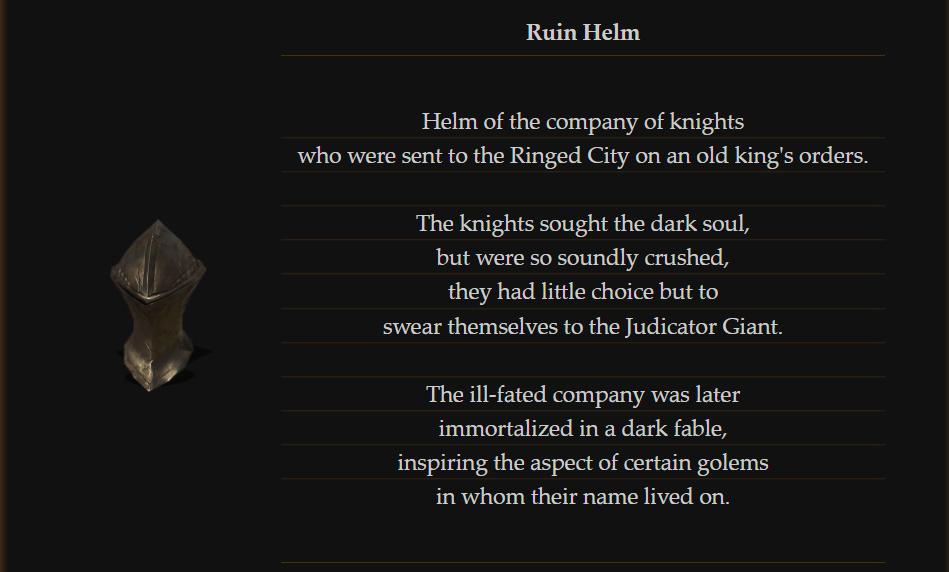 Ruin Helm
Helm of the company of knights
who were sent to the Ringed City on an old king's orders.
The knights sought the dark soul,
but were so soundly crushed,
they had little choice but to
swear themselves to the Judicator Giant.
The ill-fated company was later
immortalized in a dark fable,
inspiring the aspect of certain golems
in whom their name lived on.